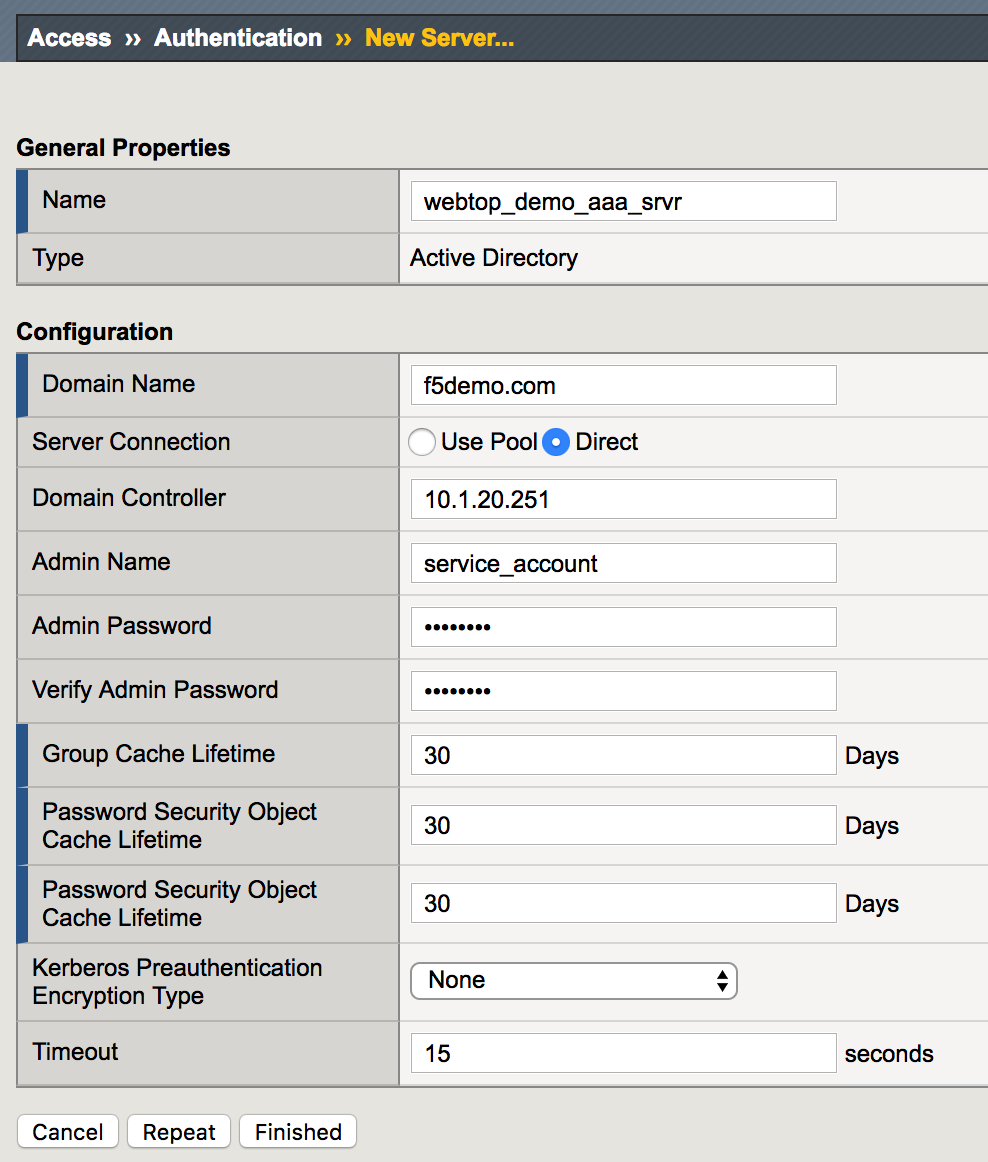 Access ›› Authentication ›› New Server...
General Properties
Name webtop_demo_aaa_srvr
Type Active Directory
Configuration
Domain Name f5demo.com
Server Connection Use Pool Direct
Domain Controller 10.1.20.251
Admin Name service_account
Admin Password ••••••••
Verify Admin Password ••••••••
Group Cache Lifetime 30 Days
Password Security Object
Cache Lifetime 30 Days
Password Security Object
Cache Lifetime 30 Days
Kerberos Preauthentication
Encryption Type None
Timeout 15 seconds
Cancel Repeat Finished